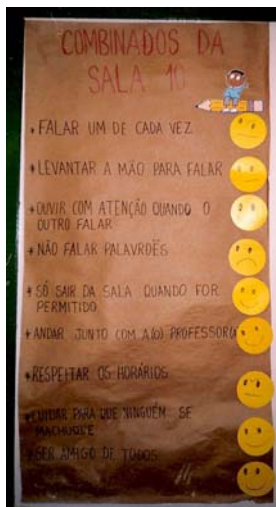 COMBINADOS DA
SALA 10
* FALAR UM DE CADA VEZ
* LEVANTAR A MÃO PARA FALAR
* OUVIR COM ATENÇÃO QUANDO O
OUTRO FALAR
* NÃO FALAR PALAVRÕES
* SÓ SAIR DA SALA QUANDO FOR
PERMITIDO
* ANDAR JUNTO COM A(O) PROFESSOR(A)
* RESPEITAR OS HORÁRIOS
* CUIDAR PARA QUE NINGUÉM SE
MACHUQUE
* SER AMIGO DE TODOS